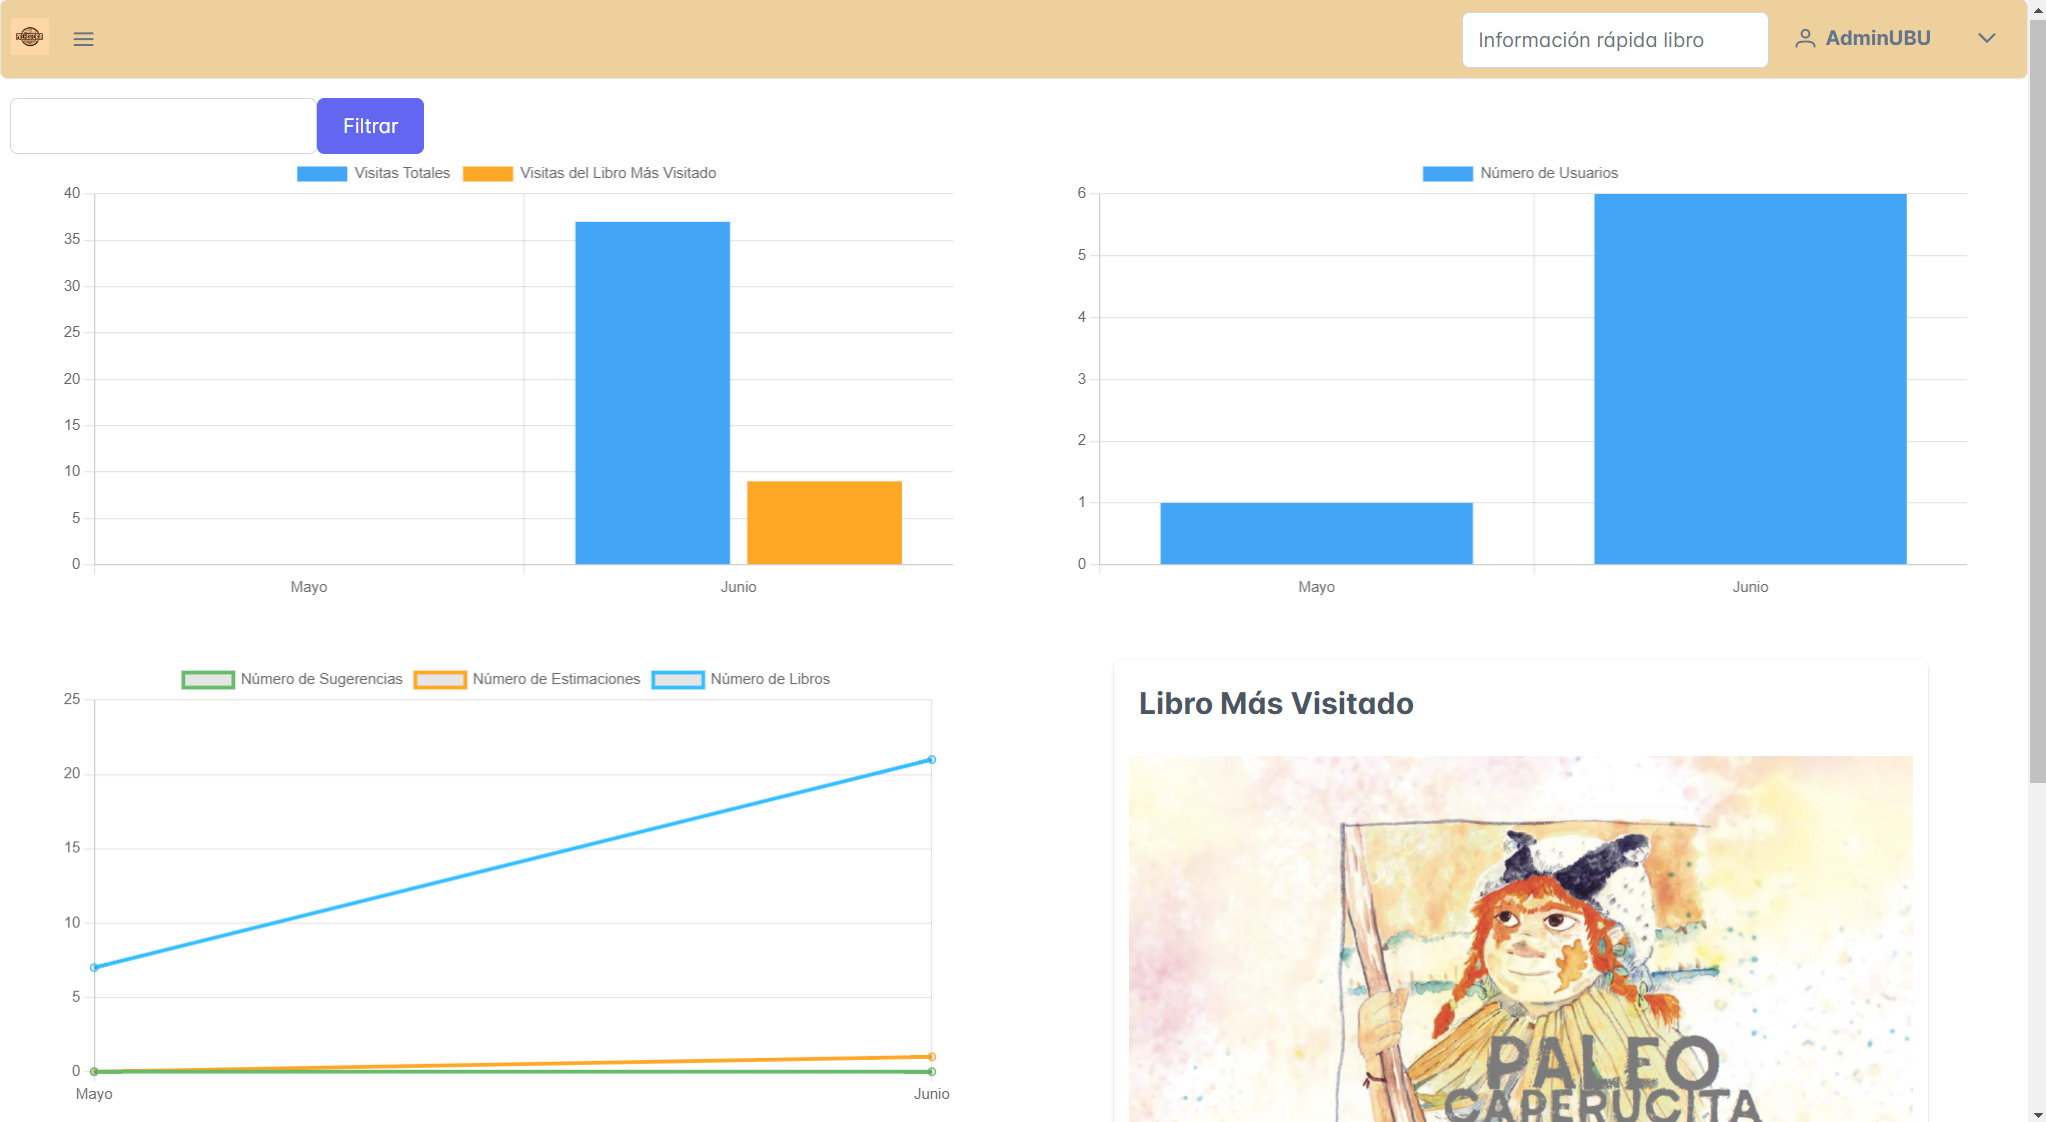 Información rápida libro
AdminUBU
Filtrar
Visitas Totales
Visitas del Libro Más Visitado
40
35
30
25
20
15
10
5
0
Mayo
Junio
Número de Usuarios
6
5
4
3
2
1
0
Mayo
Junio
Número de Sugerencias
Número de Estimaciones
Número de Libros
25
20
15
10
5
0
Mayo
Junio
Libro Más Visitado
PALEO
CAPERUCITA